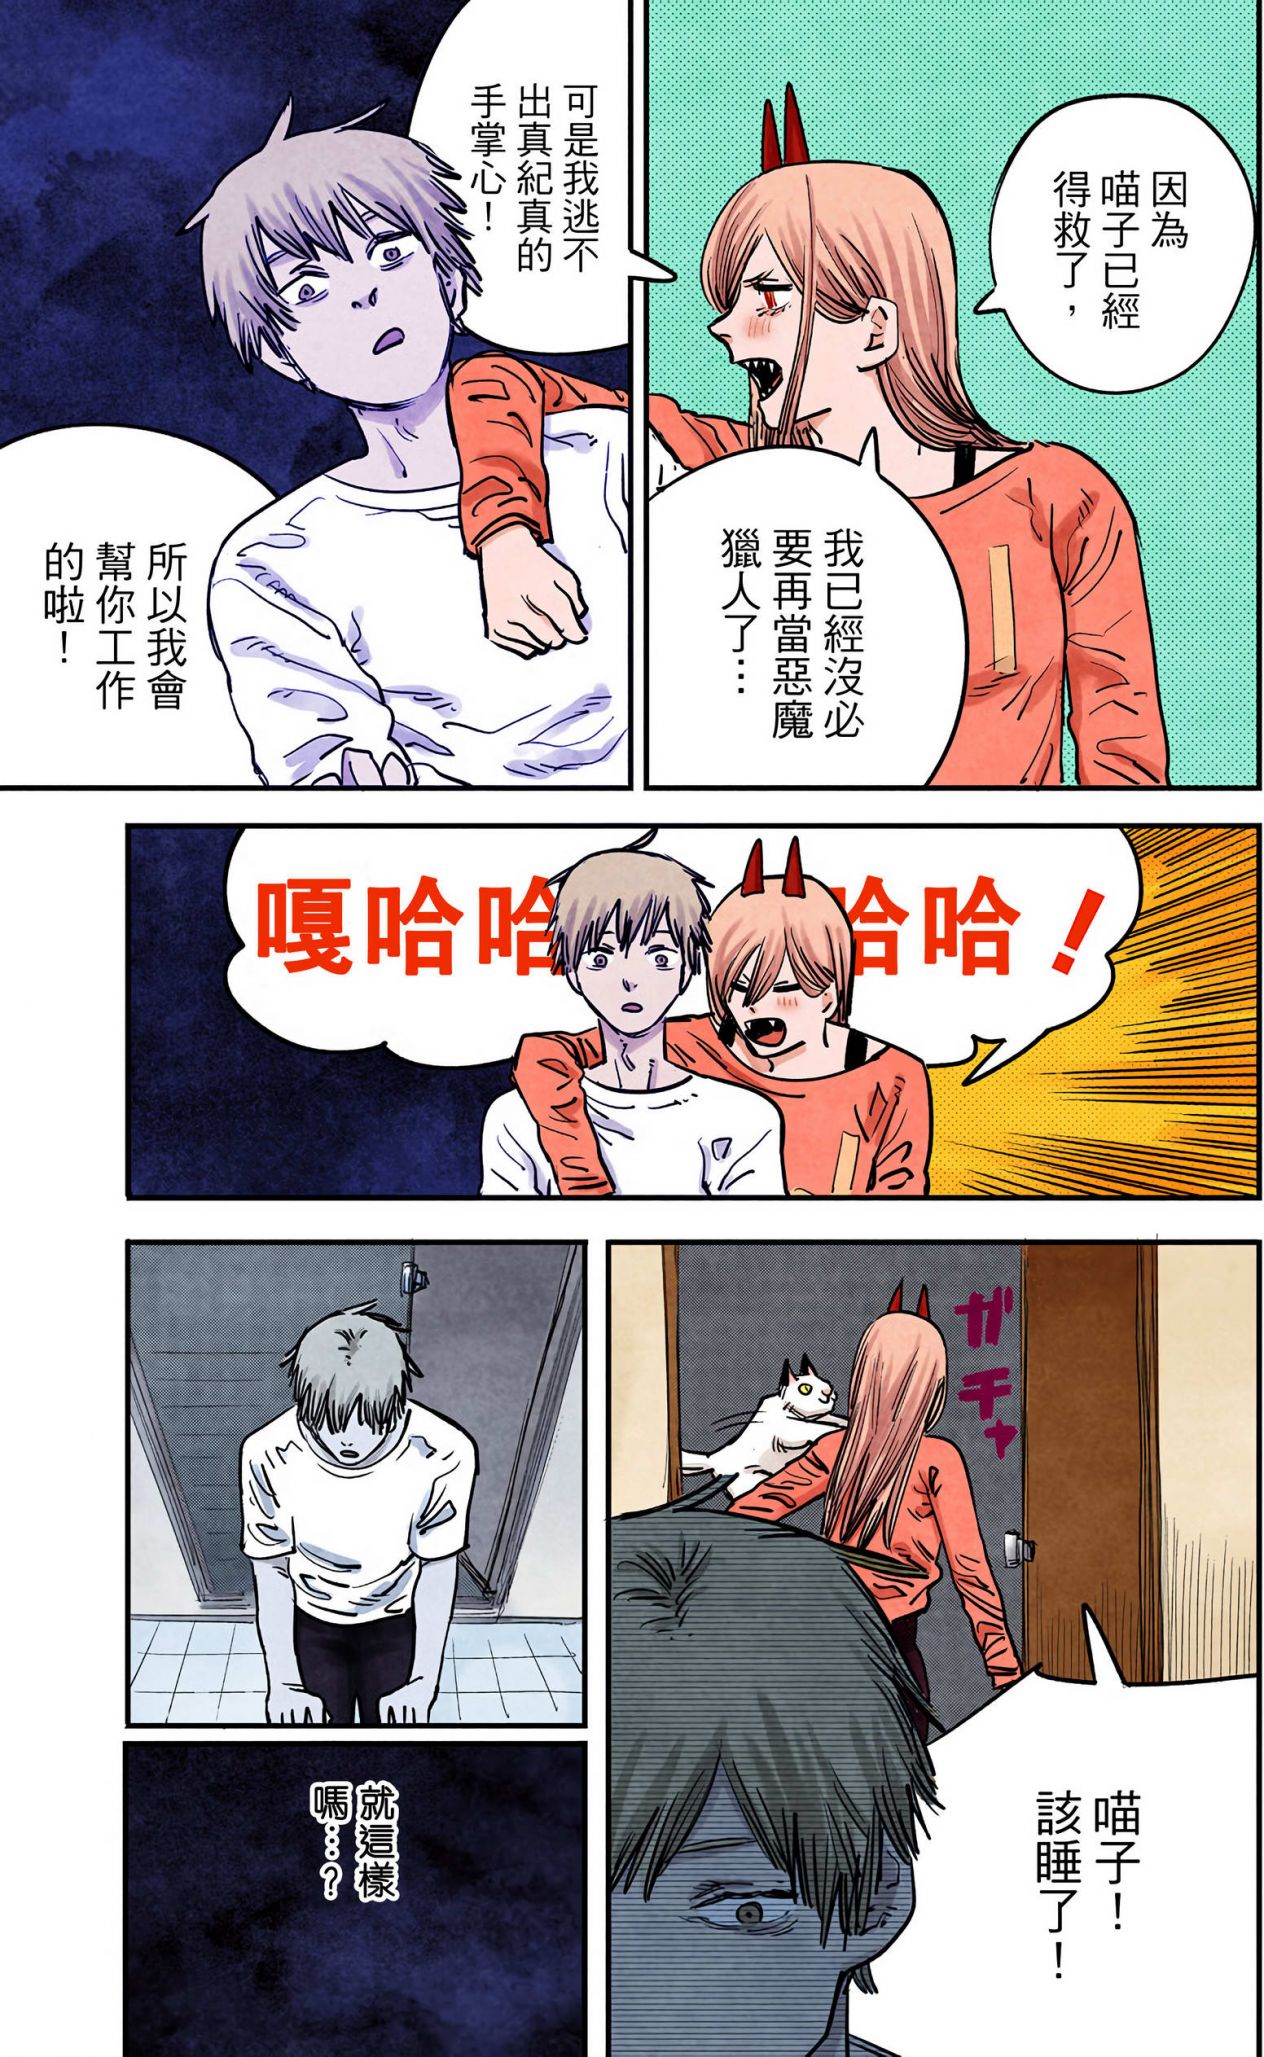 因為
喵子已經
得救了，
我已經沒必
要再當惡魔
獵人了…
可是我逃不
出真紀真的
手掌心！
所以我會
幫你工作
的啦！
嘎哈哈哈哈！
ガチャ
喵子！
該睡了！
就這樣
嗎…？